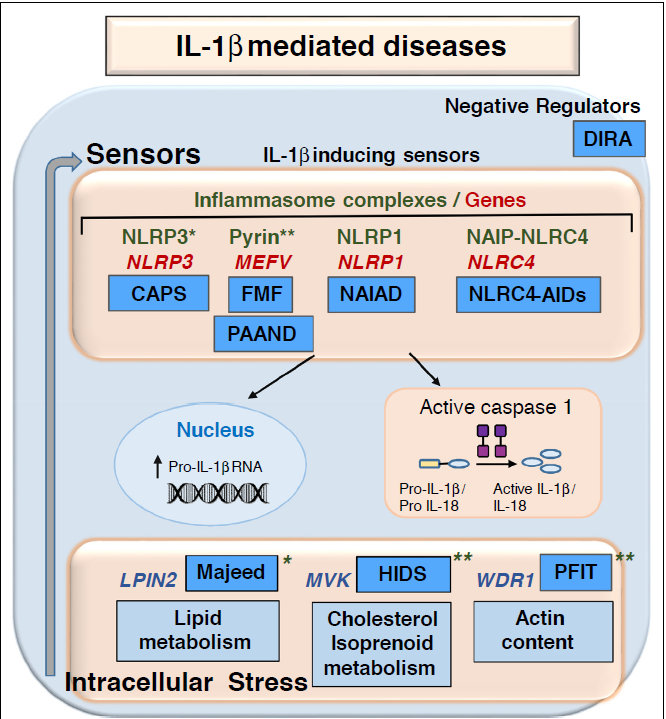 IL-1β mediated diseases
Negative Regulators
DIRA
Sensors
IL-1β inducing sensors
Inflammasome complexes / Genes
NLRP3* Pyrin** NLRP1 NAIP-NLRC4
NLRP3 MEFV NLRP1 NLRC4
CAPS FMF NAIAD NLRC4-AIDs
PAAND
Nucleus
Pro-IL-1β RNA
Active caspase 1
Pro-IL-1β/ Active IL-1β/
Pro IL-18 IL-18
LPIN2 Majeed * MVK HIDS ** WDR1 PFIT **
Lipid
metabolism
Cholesterol
Isoprenoid
metabolism
Actin
content
Intracellular Stress